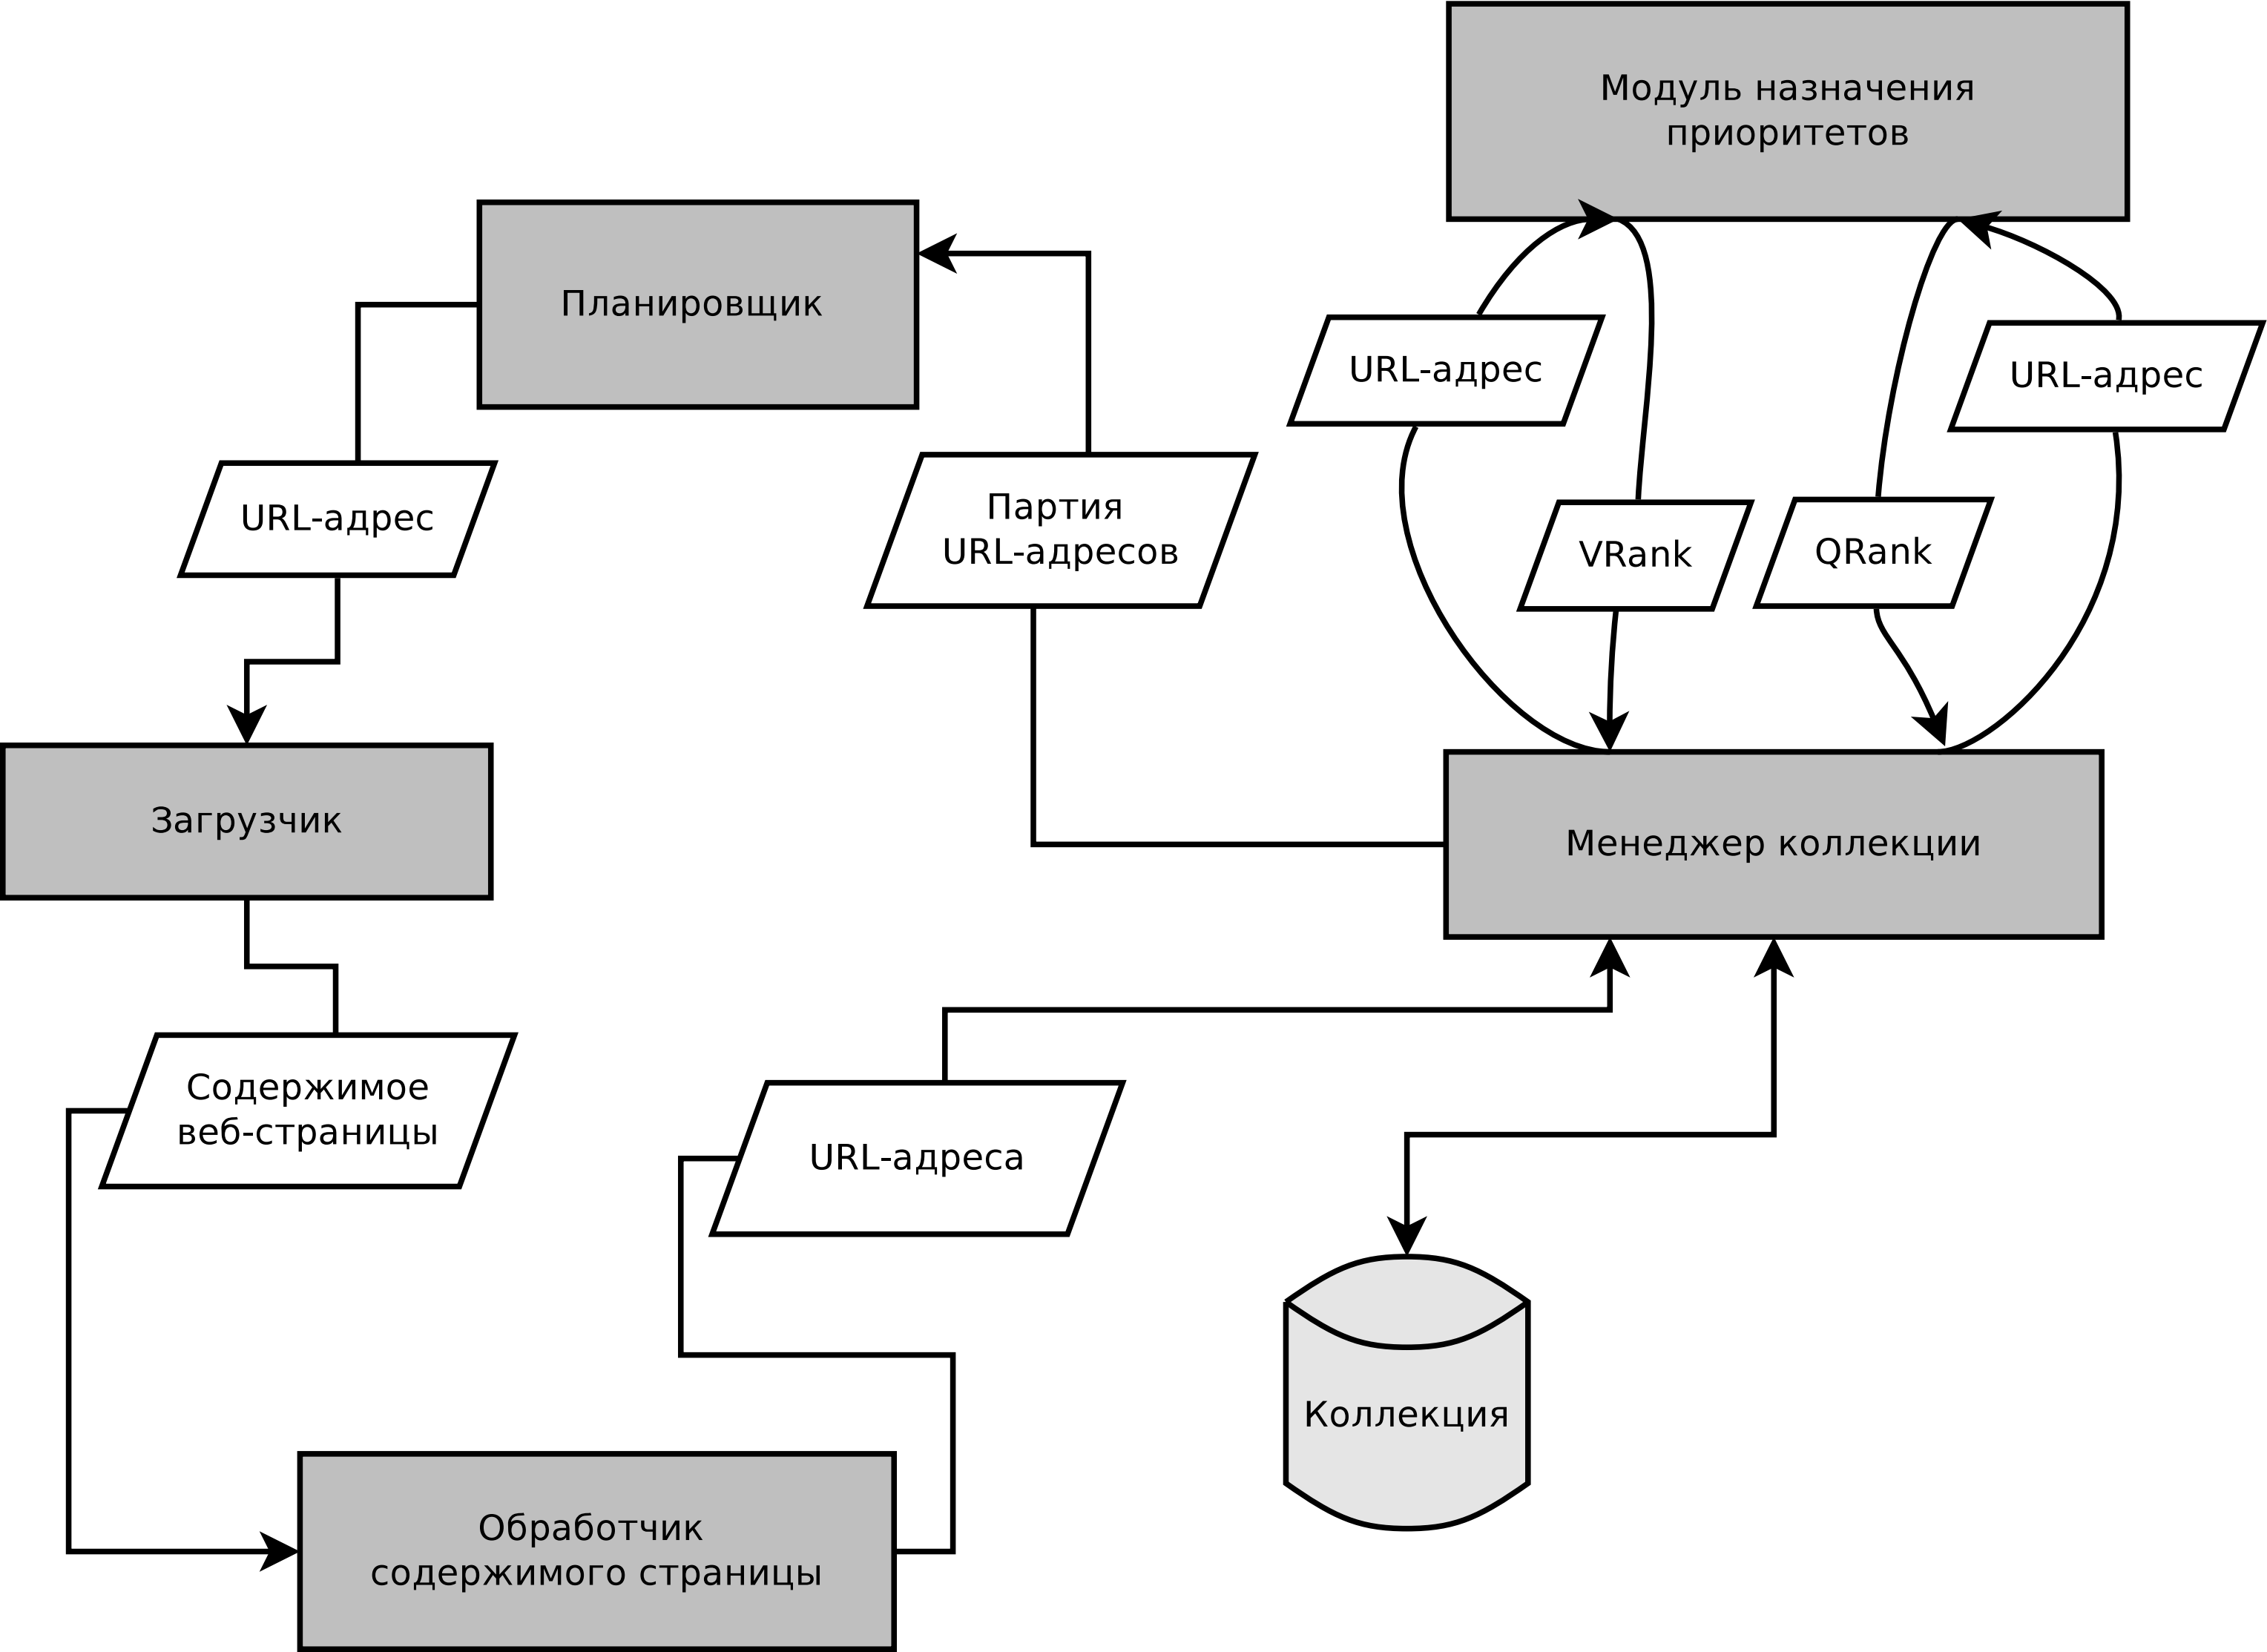 Модуль назначения
приоритетов
Планировщик
URL-адрес
URL-адрес
URL-адрес
Партия
URL-адресов
VRank
QRank
Загрузчик
Менеджер коллекции
Содержимое
веб-страницы
URL-адреса
Коллекция
Обработчик
содержимого страницы